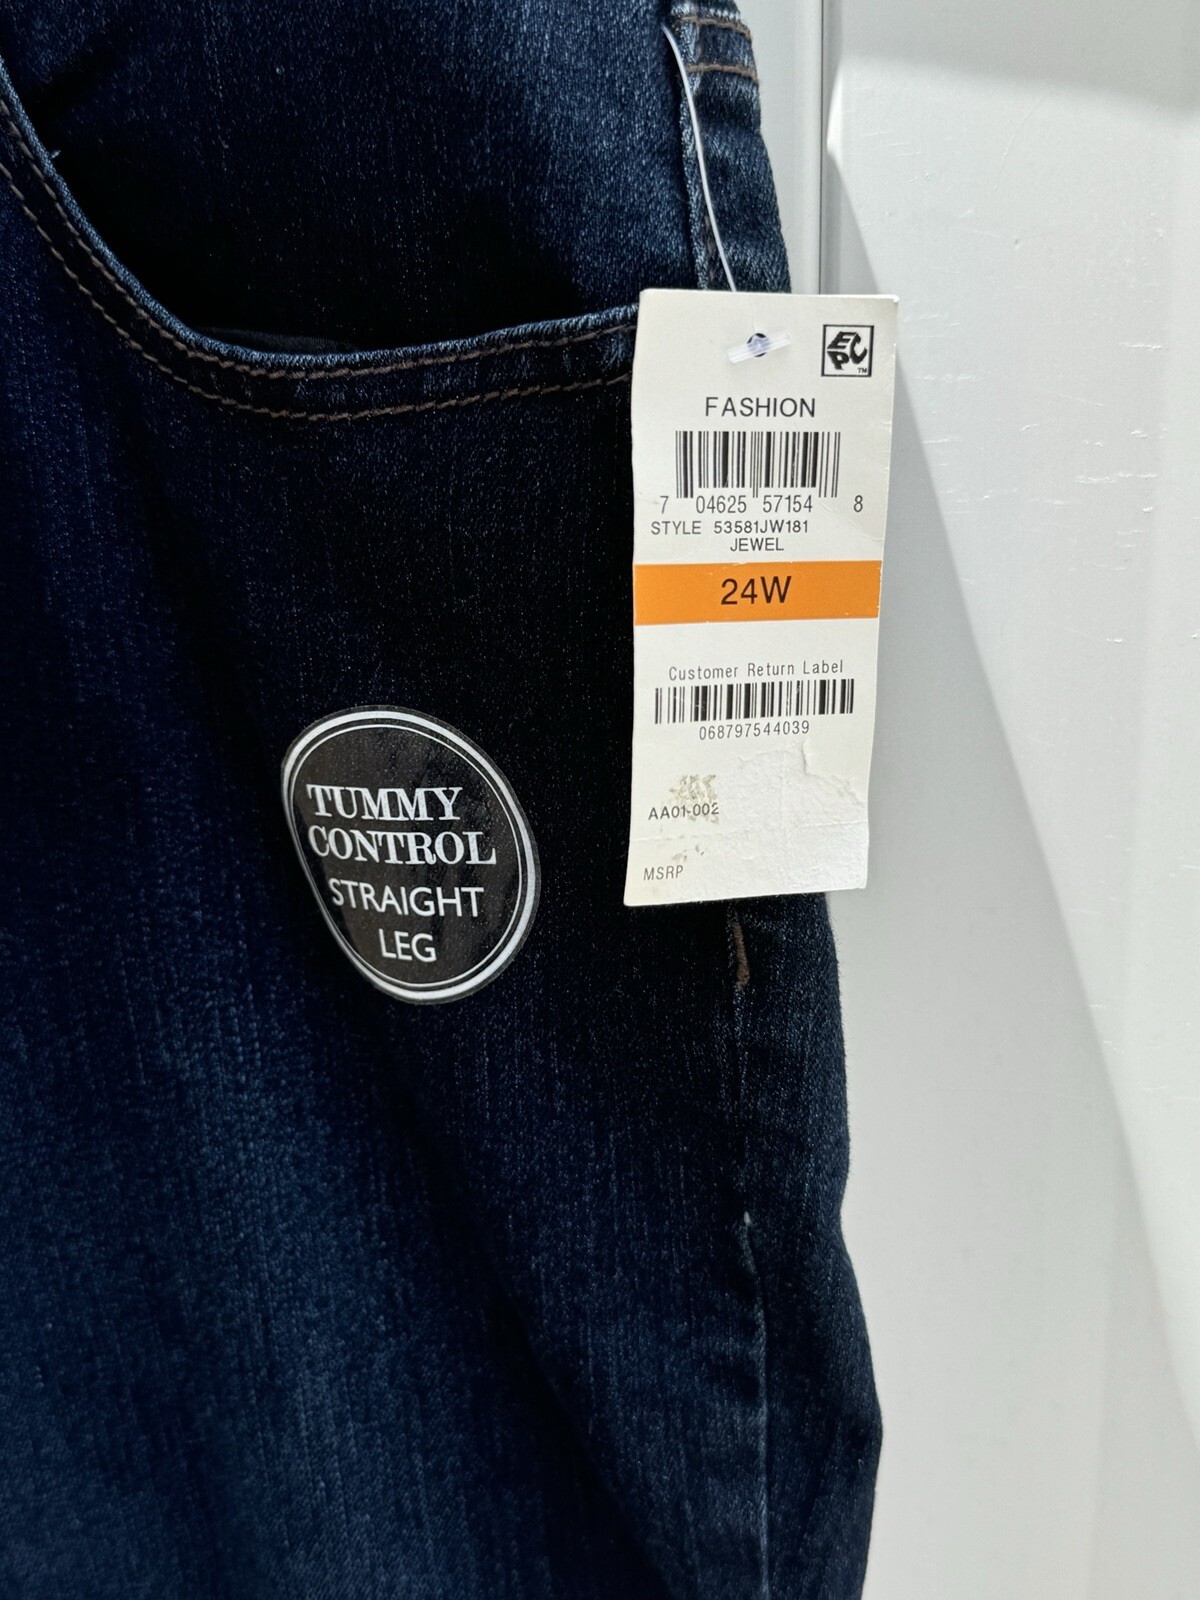 EPC
TM
FASHION
7 04625 57154 8
STYLE 53581JW181
JEWEL
24W
Customer Return Label
068797544039
AA01-002
MSRP
TUMMY
CONTROL
STRAIGHT
LEG